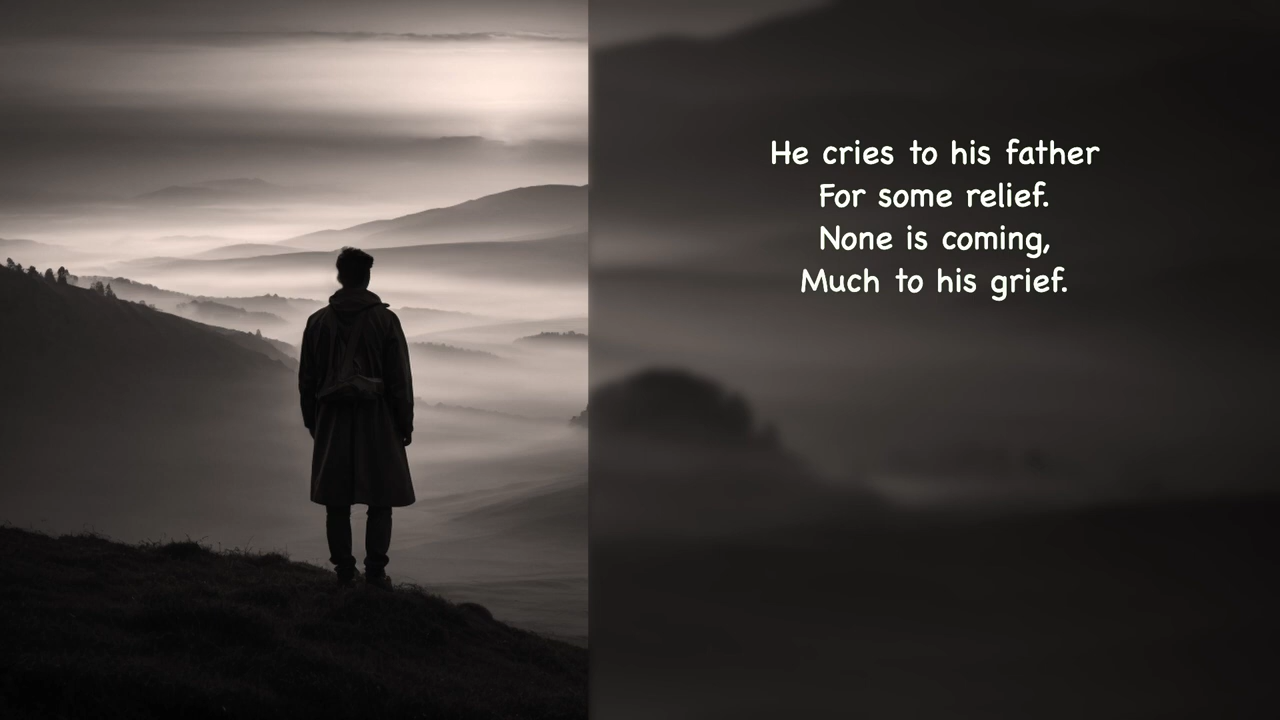 He cries to his father
For some relief.
None is coming,
Much to his grief.